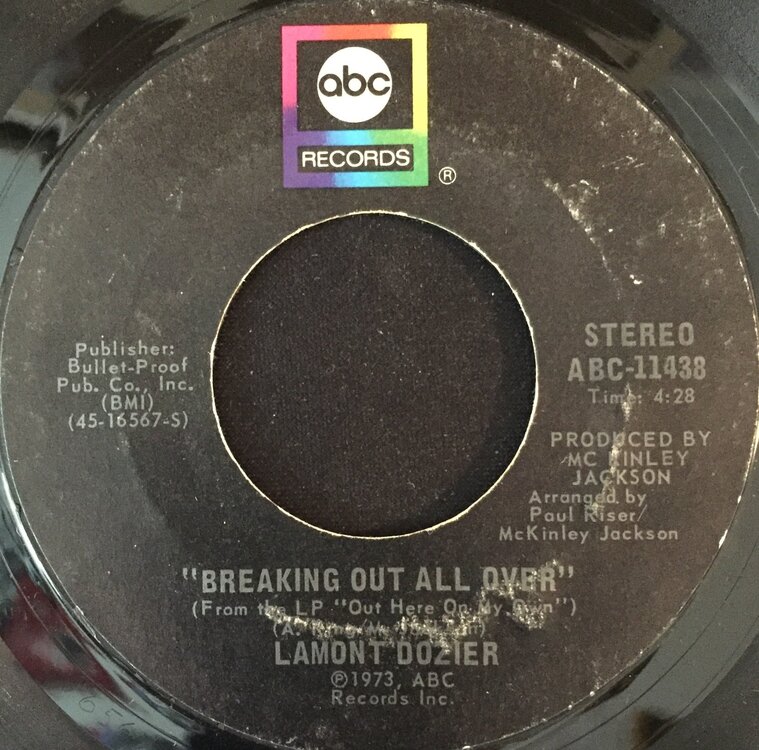 abc
RECORDS
®
Publisher:
Bullet-Proof
Pub. Co., Inc.
(BMI)
(45-16567-S)
STEREO
ABC-11438
Time: 4:28
PRODUCED BY
MC KINLEY
JACKSON
Arranged by
Paul Riser/
McKinley Jackson
"BREAKING OUT ALL OVER"
(From the LP "Out Here On My Own")
(A.
LAMONT DOZIER
℗1973, ABC
Records Inc.